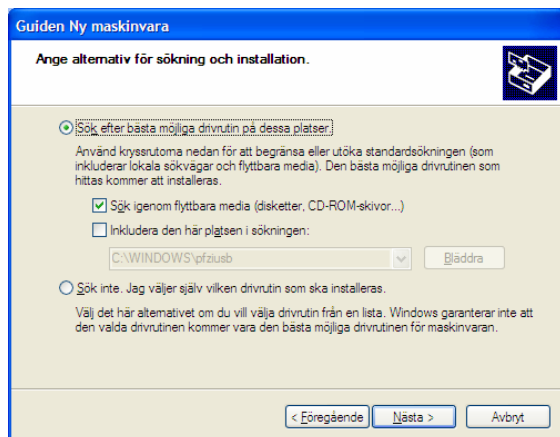 Guiden Ny maskinvara
Ange alternativ för sökning och installation.
Sök efter bästa möjliga drivrutin på dessa platser.
Använd kryssrutorna nedan för att begränsa eller utöka standardsökningen (som
inkluderar lokala sökvägar och flyttbara media). Den bästa möjliga drivrutinen som
hittas kommer att installeras.
Sök igenom flyttbara media (disketter, CD-ROM-skivor...)
Inkludera den här platsen i sökningen:
C:\WINDOWS\pfziusb
Bläddra
Sök inte. Jag väljer själv vilken drivrutin som ska installeras.
Välj det här alternativet om du vill välja drivrutin från en lista. Windows garanterar inte att
den valda drivrutinen kommer vara den bästa möjliga drivrutinen för maskinvaran.
< Föregående
Nästa >
Avbryt